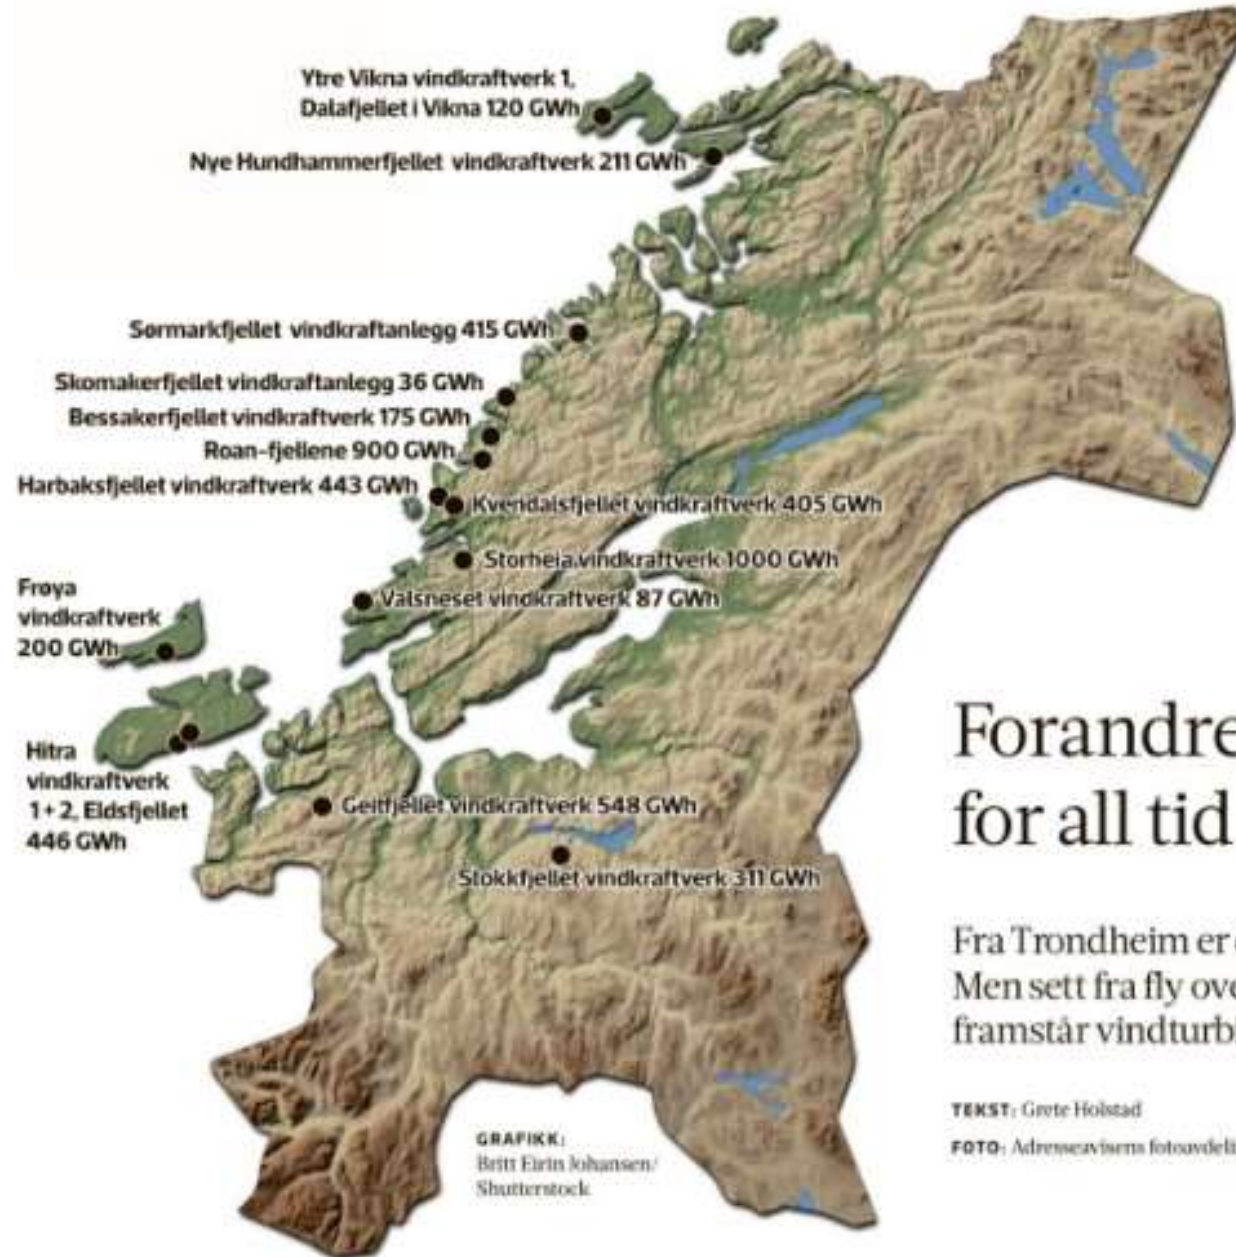 Ytre Vikna vindkraftverk 1,
Dalafjellet i Vikna 120 GWh
Nye Hundhammerfjellet vindkraftverk 211 GWh
Sørmarkfjellet vindkraftanlegg 415 GWh
Skomakerfjellet vindkraftanlegg 36 GWh
Bessakerfjellet vindkraftverk 175 GWh
Roan-fjellene 900 GWh
Harbaksfjellet vindkraftverk 443 GWh
Kvendalsfjellet vindkraftverk 405 GWh
Storheia vindkraftverk 1000 GWh
Valsneset vindkraftverk 87 GWh
Frøya
vindkraftverk
200 GWh
Hitra
vindkraftverk
1+2, Eldsfjellet
446 GWh
Geitfjellet vindkraftverk 548 GWh
Stokkfjellet vindkraftverk 311 GWh
Forandre
for all tid
Fra Trondheim er
Men sett fra fly ove
framstår vindturb
TEKST: Grete Holstad
FOTO: Adresseavisens fotoavdeli
GRAFIKK:
Britt Eirin Johansen/
Shutterstock